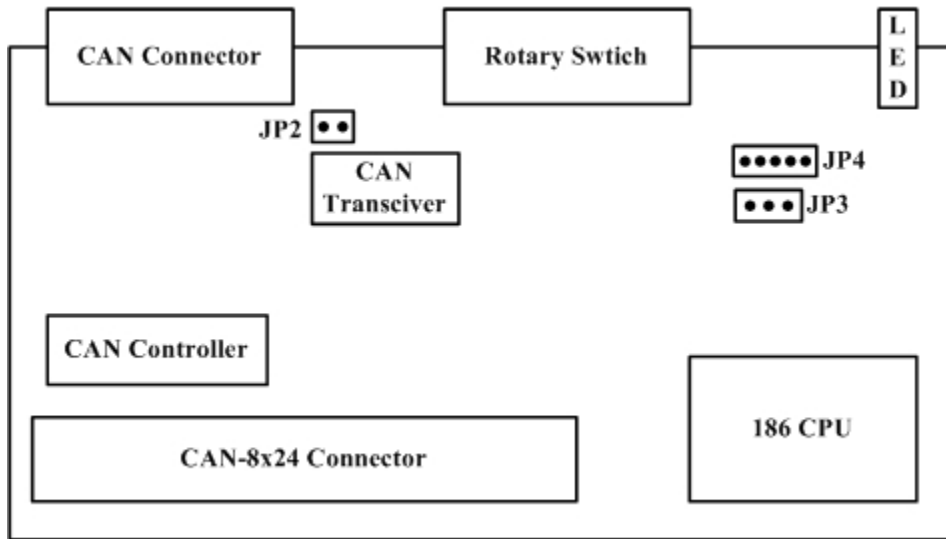 CAN Connector
Rotary Swtich
L
E
D
JP2
CAN
Transciver
JP4
JP3
CAN Controller
186 CPU
CAN-8x24 Connector